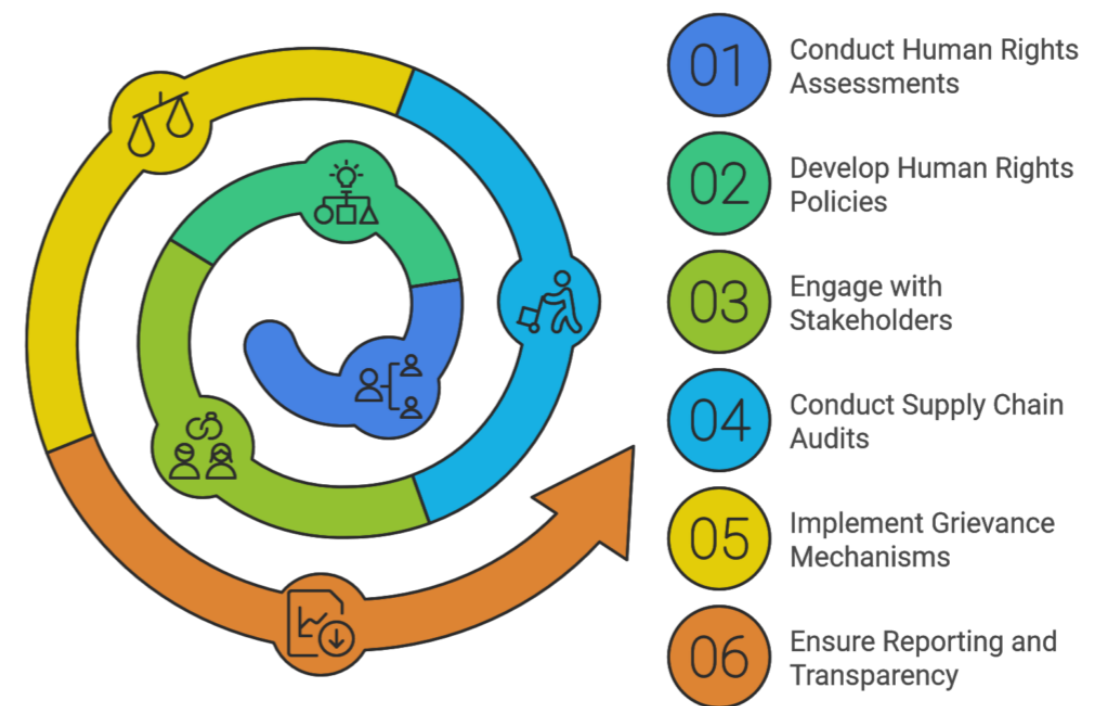 01
Conduct Human Rights
Assessments
02
Develop Human Rights
Policies
03
Engage with
Stakeholders
04
Conduct Supply Chain
Audits
05
Implement Grievance
Mechanisms
06
Ensure Reporting and
Transparency